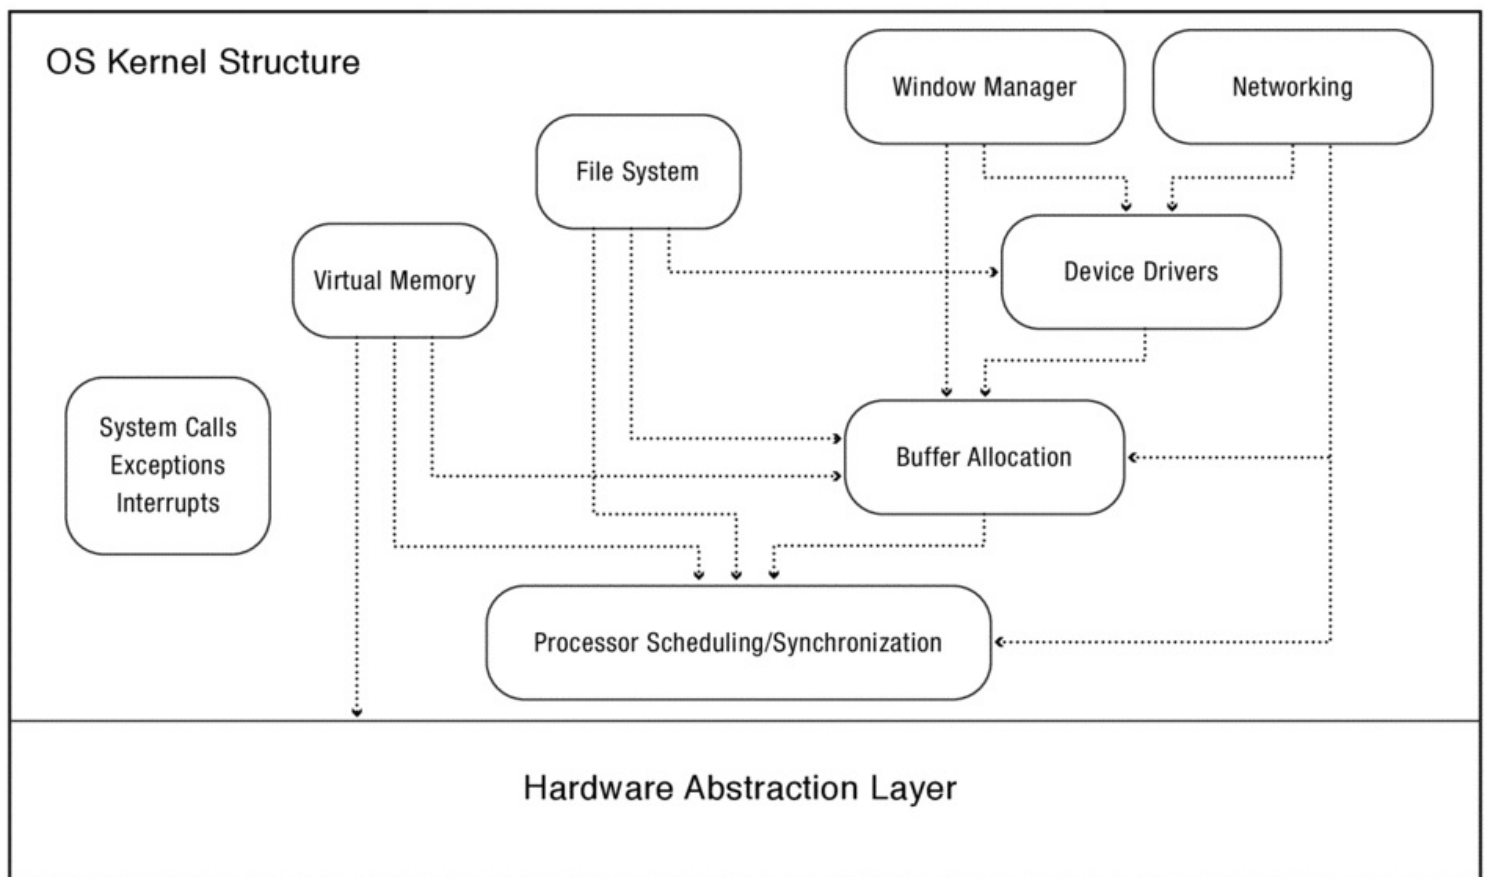 OS Kernel Structure
Window Manager
Networking
File System
Virtual Memory
Device Drivers
System Calls
Exceptions
Interrupts
Buffer Allocation
Processor Scheduling/Synchronization
Hardware Abstraction Layer